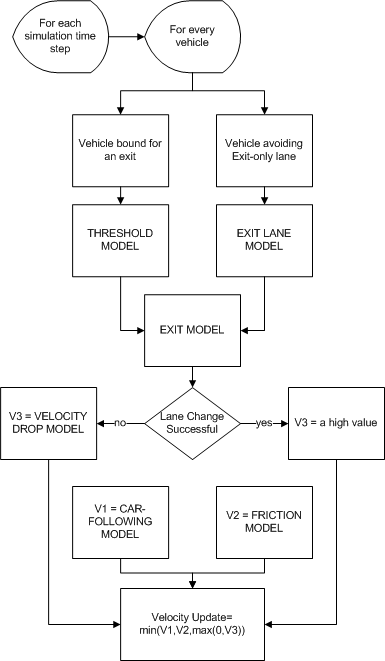 For each
simulation time
step
For every
vehicle
Vehicle bound for
an exit
Vehicle avoiding
Exit-only lane
THRESHOLD
MODEL
EXIT LANE
MODEL
EXIT MODEL
V3 = VELOCITY
DROP MODEL
no
Lane Change
Successful
yes
V3 = a high value
V1 = CAR-
FOLLOWING
MODEL
V2 = FRICTION
MODEL
Velocity Update=
min(V1,V2,max(0,V3))